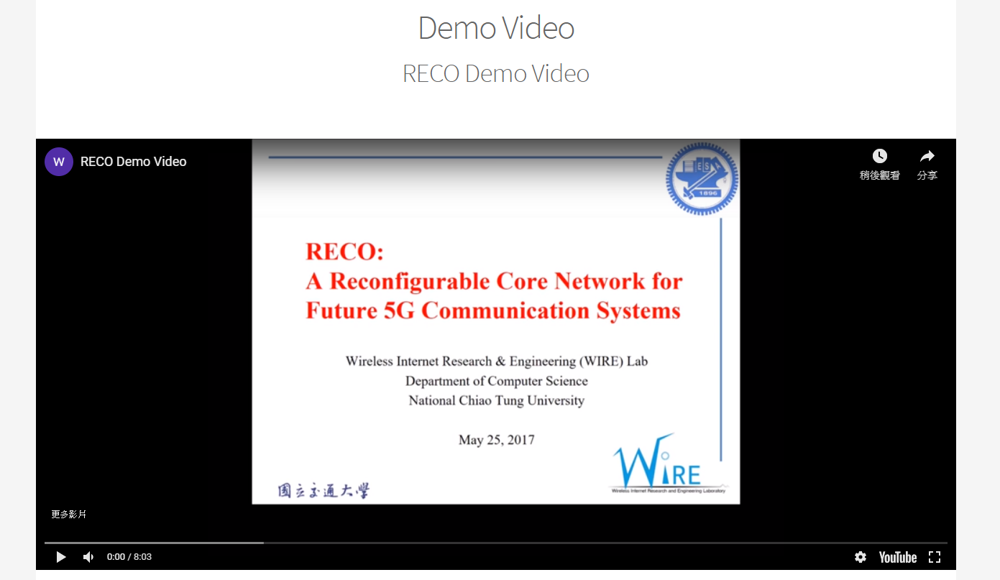 Demo Video
RECO Demo Video
W
RECO Demo Video
稍後觀看
分享
ESA
1896
RECO:
A Reconfigurable Core Network for
Future 5G Communication Systems
Wireless Internet Research & Engineering (WIRE) Lab
Department of Computer Science
National Chiao Tung University
May 25, 2017
WIRE
Wireless Internet Research and Engineering Laboratory
國立交通大學
更多影片
0:00 / 8:03
YouTube